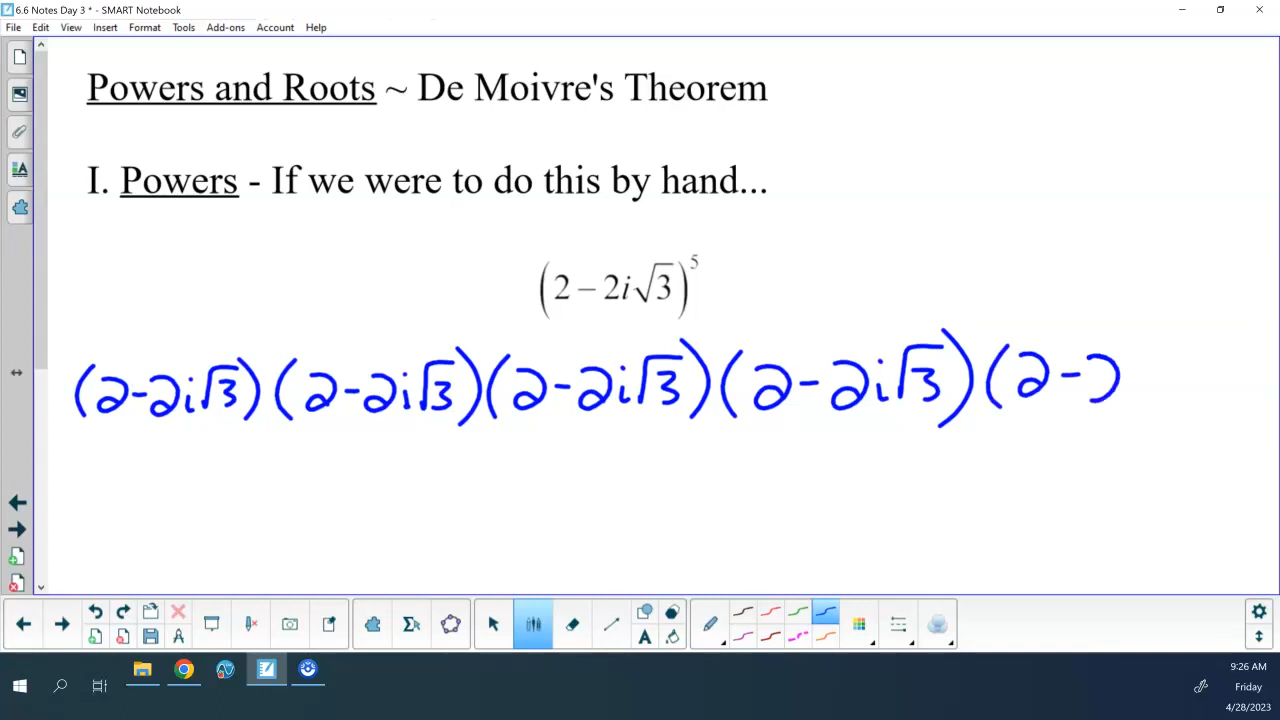 6.6 Notes Day 3 * - SMART Notebook
File Edit View Insert Format Tools Add-ons Account Help
Powers and Roots ~ De Moivre's Theorem
I. Powers - If we were to do this by hand...
(2 – 2i√3)^5
(2-2i√3)(2-2i√3)(2-2i√3)(2-2i√3)(2-2
9:26 AM
Friday
4/28/2023